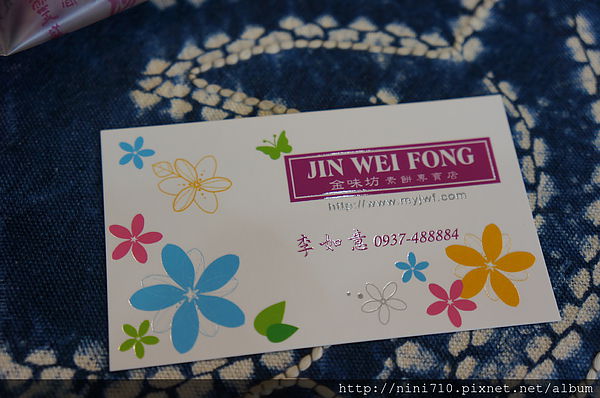 JIN WEI FONG
金味坊 素餅專賣店
http://www.myjwf.com
李如意 0937-488884
http://nini710.pixnet.net/album